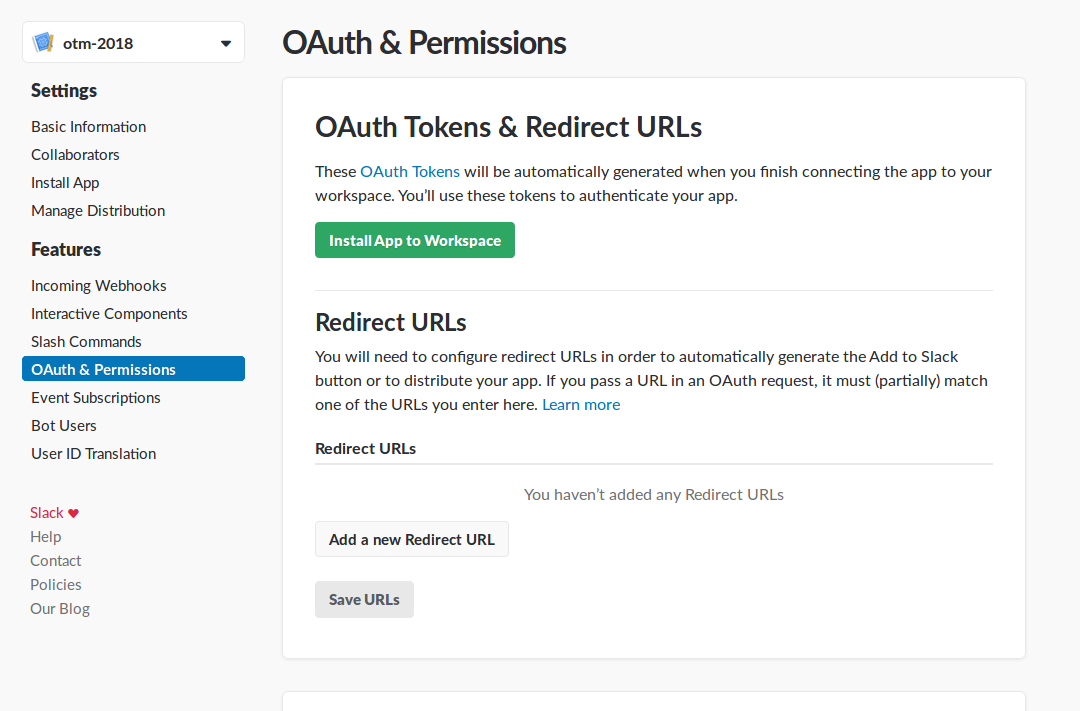 otm-2018
Settings
Basic Information
Collaborators
Install App
Manage Distribution
Features
Incoming Webhooks
Interactive Components
Slash Commands
OAuth & Permissions
Event Subscriptions
Bot Users
User ID Translation
Slack ♥
Help
Contact
Policies
Our Blog
OAuth & Permissions
OAuth Tokens & Redirect URLs
These OAuth Tokens will be automatically generated when you finish connecting the app to your
workspace. You’ll use these tokens to authenticate your app.
Install App to Workspace
Redirect URLs
You will need to configure redirect URLs in order to automatically generate the Add to Slack
button or to distribute your app. If you pass a URL in an OAuth request, it must (partially) match
one of the URLs you enter here. Learn more
Redirect URLs
You haven’t added any Redirect URLs
Add a new Redirect URL
Save URLs